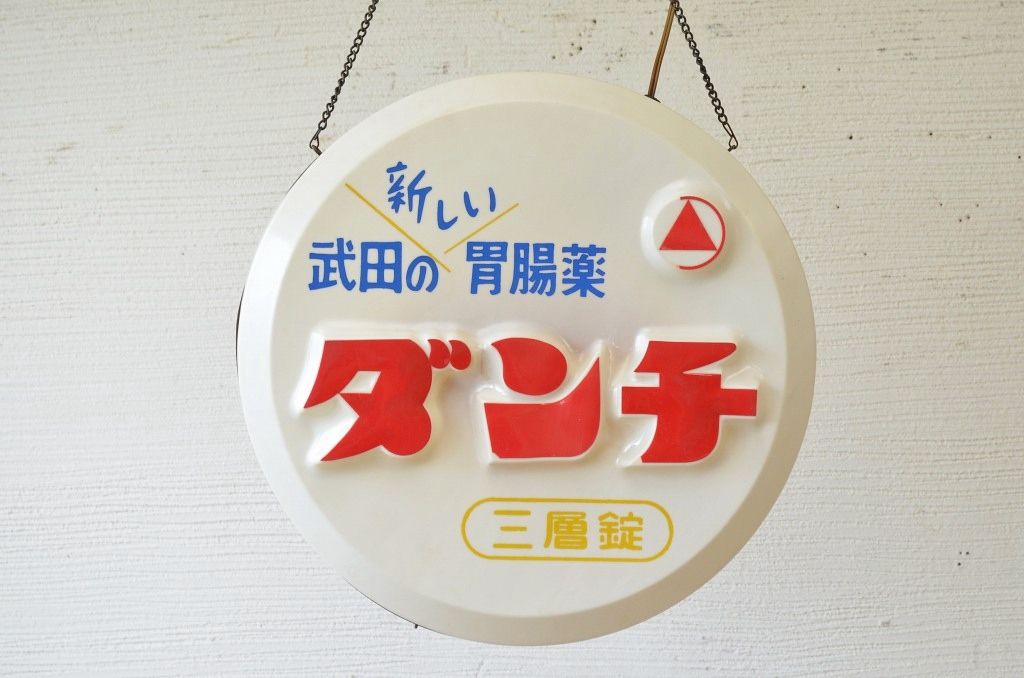 新しい
武田の 胃腸薬
ダンチ
三層錠